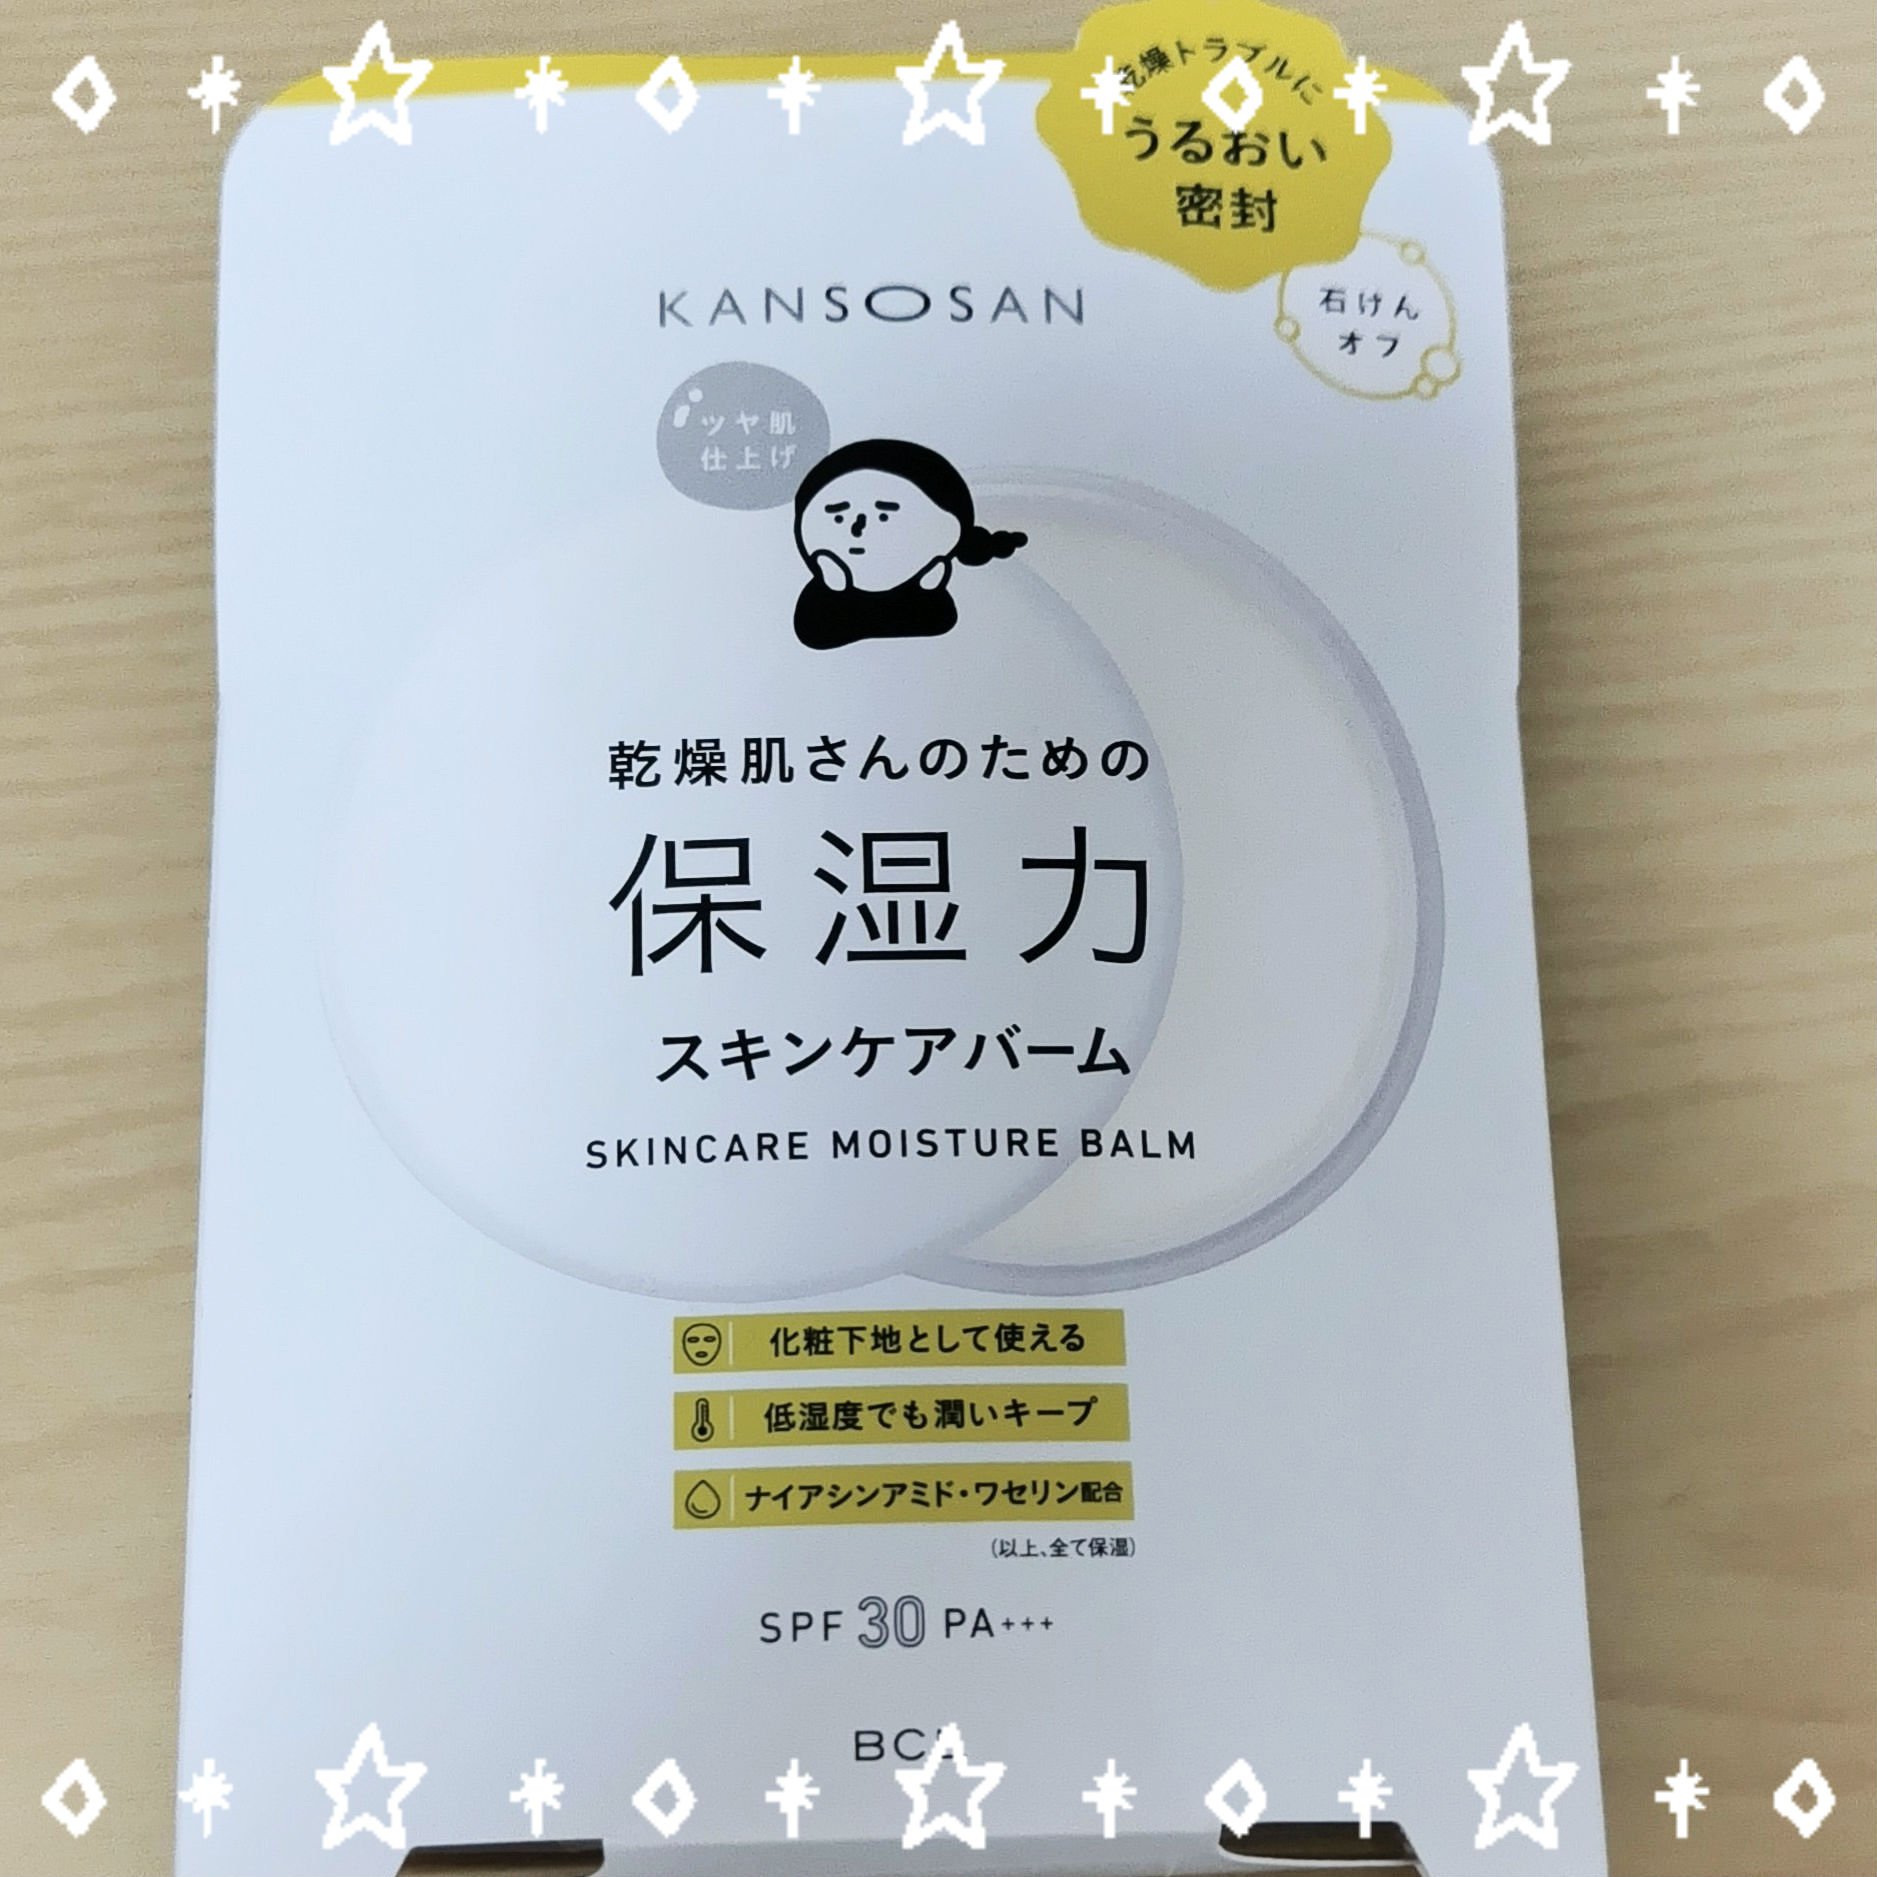 乾燥トラブルに
うるおい
密封
KANSOSAN
石けん
オフ
ツヤ肌
仕上げ
乾燥肌さんのための
保湿力
スキンケアバーム
SKINCARE MOISTURE BALM
化粧下地として使える
低湿度でも潤いキープ
ナイアシンアミド・ワセリン配合
(以上、全て保湿)
SPF 30 PA+++
BCL